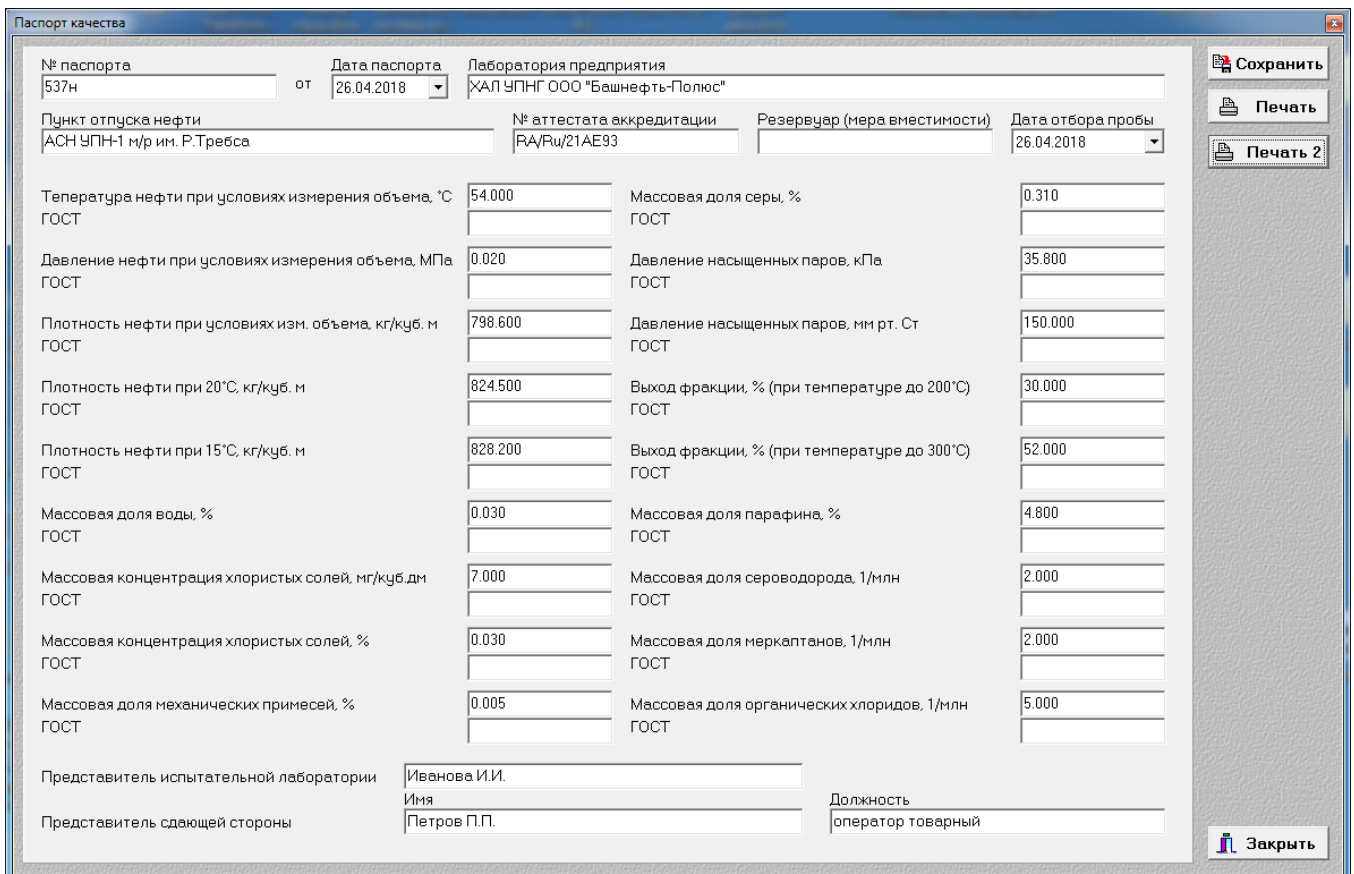 Паспорт качества
№ паспорта Дата паспорта Лаборатория предприятия
537н от 26.04.2018 ХАЛ УПНГ ООО "Башнефть-Полюс"
Пункт отпуска нефти № аттестата аккредитации Резервуар (мера вместимости) Дата отбора пробы
АСН УПН-1 м/р им. Р.Требса RA/Ru/21AE93 26.04.2018
Сохранить
Печать
Печать 2
Тепература нефти при условиях измерения объема, °C 54.000 Массовая доля серы, % 0.310
ГОСТ ГОСТ
Давление нефти при условиях измерения объема, МПа 0.020 Давление насыщенных паров, кПа 35.800
ГОСТ ГОСТ
Плотность нефти при условиях изм. объема, кг/куб. м 798.600 Давление насыщенных паров, мм рт. Ст 150.000
ГОСТ ГОСТ
Плотность нефти при 20°C, кг/куб. м 824.500 Выход фракции, % (при температуре до 200°C) 30.000
ГОСТ ГОСТ
Плотность нефти при 15°C, кг/куб. м 828.200 Выход фракции, % (при температуре до 300°C) 52.000
ГОСТ ГОСТ
Массовая доля воды, % 0.030 Массовая доля парафина, % 4.800
ГОСТ ГОСТ
Массовая концентрация хлористых солей, мг/куб.дм 7.000 Массовая доля сероводорода, 1/млн 2.000
ГОСТ ГОСТ
Массовая концентрация хлористых солей, % 0.030 Массовая доля меркаптанов, 1/млн 2.000
ГОСТ ГОСТ
Массовая доля механических примесей, % 0.005 Массовая доля органических хлоридов, 1/млн 5.000
ГОСТ ГОСТ
Представитель испытательной лаборатории Иванова И.И.
Имя Должность
Представитель сдающей стороны Петров П.П. оператор товарный
Закрыть